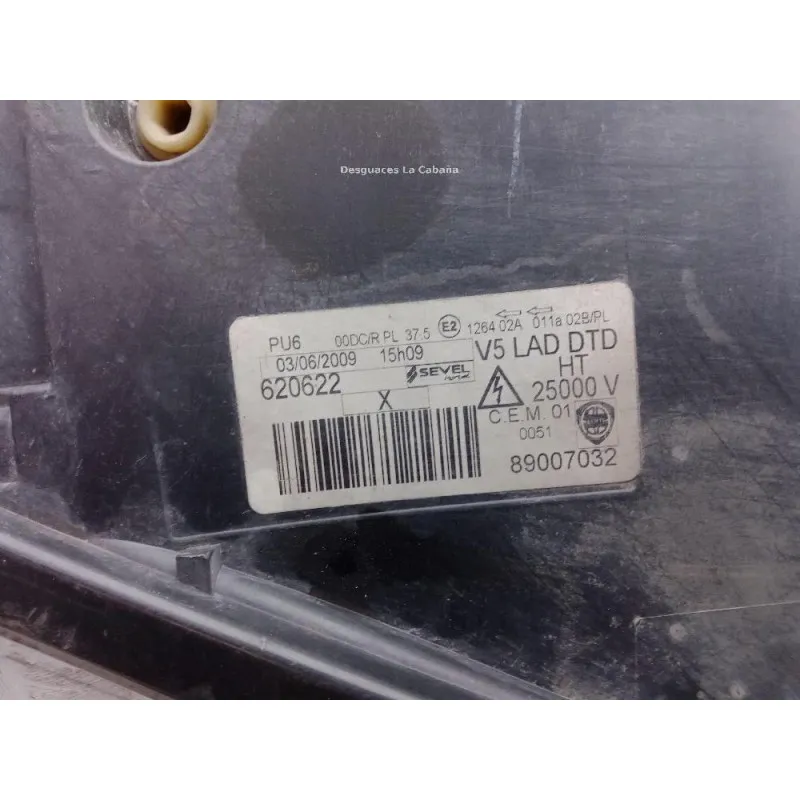 Desguaces La Cabaña
PU6 00DC/R PL 37.5 E2 1264 02A 011a 02B/PL
03/06/2009 15h09 V5 LAD DTD
620622 SEVEL HT
X 25000 V
C.E.M. 01
0051
89007032